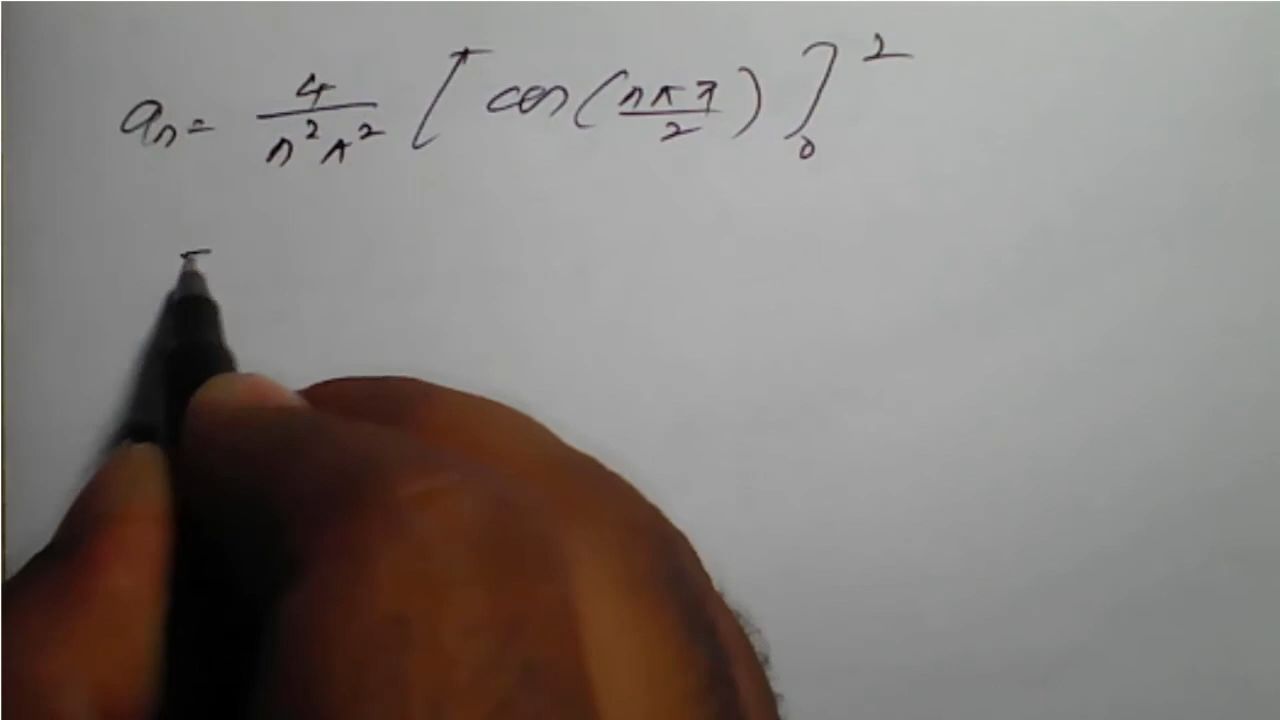 aₙ = 4/n²π² [cos(nπx/2)]₀²